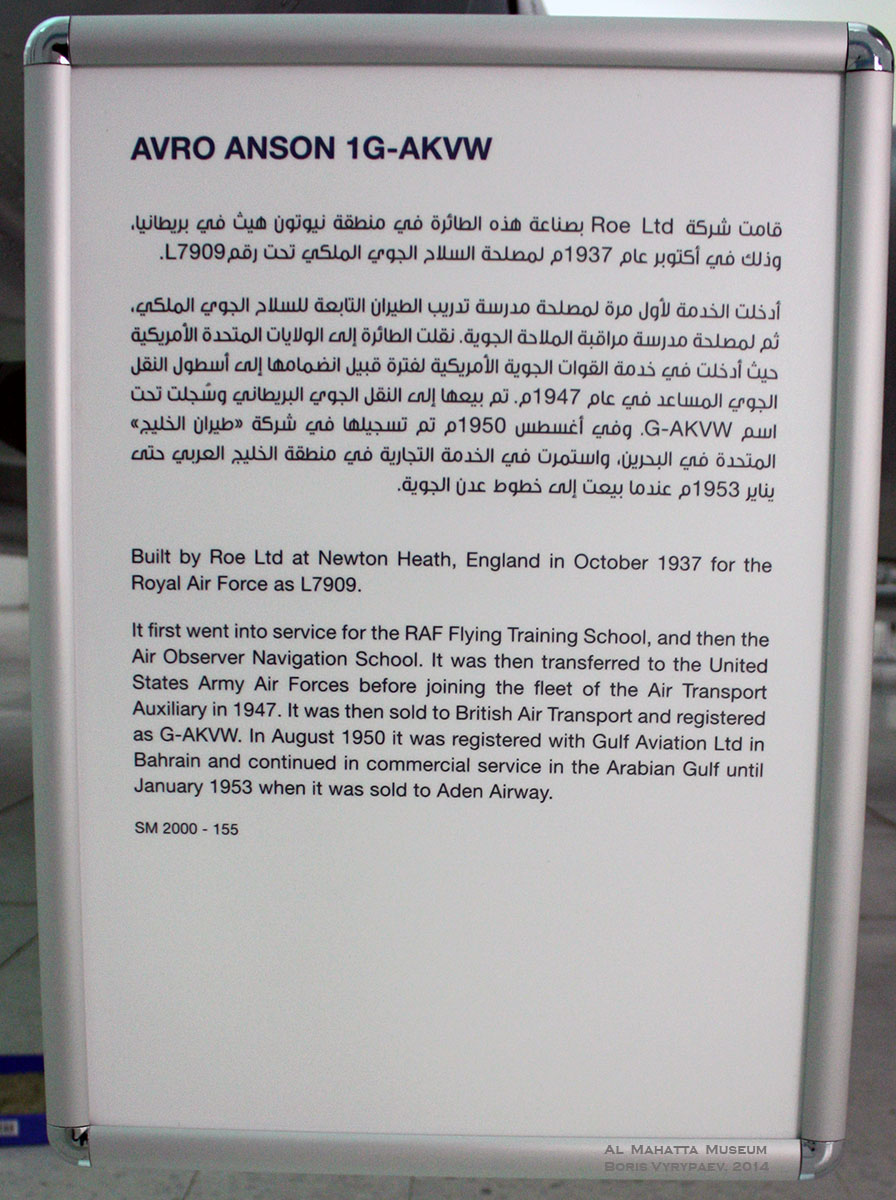 AVRO ANSON 1G-AKVW
قامت شركة Roe Ltd بصناعة هذه الطائرة في منطقة نيوتون هيث في بريطانيا،
وذلك في أكتوبر عام 1937م لمصلحة السلاح الجوي الملكي تحت رقم L7909.
أدخلت الخدمة لأول مرة لمصلحة مدرسة تدريب الطيران التابعة للسلاح الجوي الملكي،
ثم لمصلحة مدرسة مراقبة الملاحة الجوية. نقلت الطائرة إلى الولايات المتحدة الأمريكية
حيث أدخلت في خدمة القوات الجوية الأمريكية لفترة قبيل انضمامها إلى أسطول النقل
الجوي المساعد في عام 1947م. تم بيعها إلى النقل الجوي البريطاني وسُجلت تحت
اسم G-AKVW. وفي أغسطس 1950م تم تسجيلها في شركة «طيران الخليج»
المتحدة في البحرين، واستمرت في الخدمة التجارية في منطقة الخليج العربي حتى
يناير 1953م عندما بيعت إلى خطوط عدن الجوية.
Built by Roe Ltd at Newton Heath, England in October 1937 for the
Royal Air Force as L7909.
It first went into service for the RAF Flying Training School, and then the
Air Observer Navigation School. It was then transferred to the United
States Army Air Forces before joining the fleet of the Air Transport
Auxiliary in 1947. It was then sold to British Air Transport and registered
as G-AKVW. In August 1950 it was registered with Gulf Aviation Ltd in
Bahrain and continued in commercial service in the Arabian Gulf until
January 1953 when it was sold to Aden Airway.
SM 2000 - 155
AL MAHATTA MUSEUM
BORIS VYRYPAEV. 2014